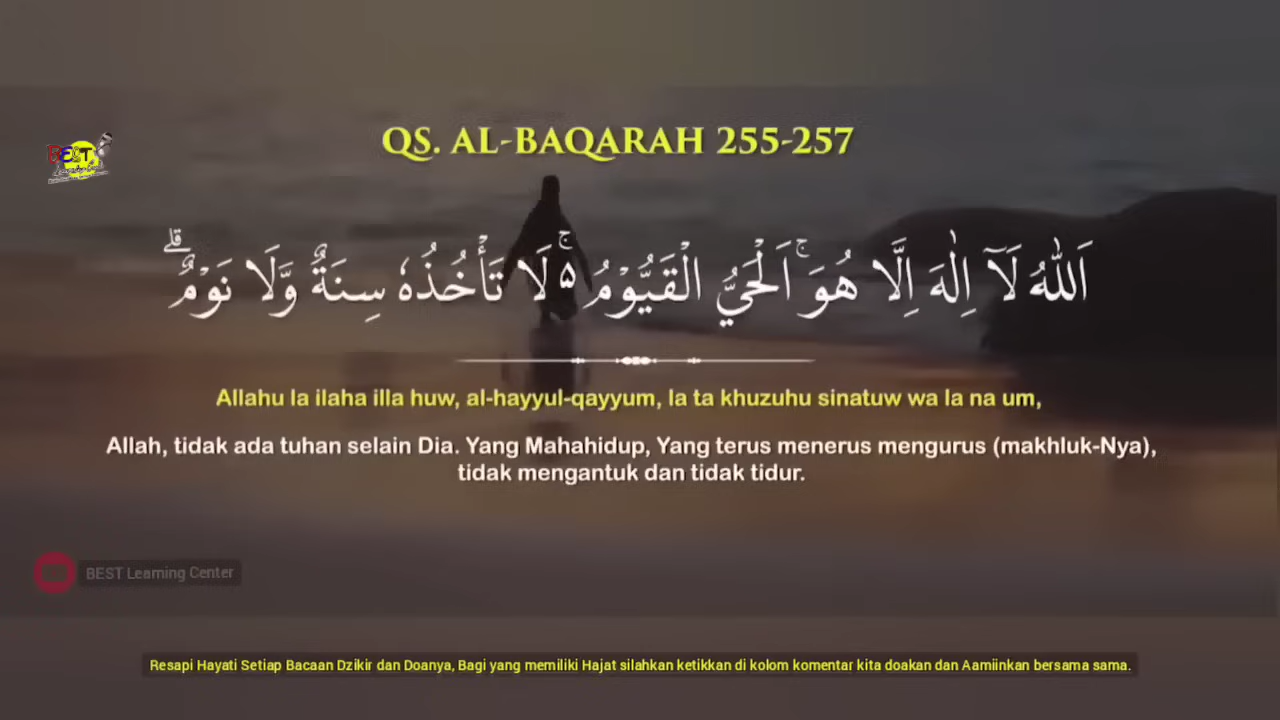 BEST
QS. AL-BAQARAH 255-257
اَللّٰهُ لَآ اِلٰهَ اِلَّا هُوَۚ اَلْحَيُّ الْقَيُّوْمُ ەۚ لَا تَأْخُذُهٗ سِنَةٌ وَّلَا نَوْمٌۗ
Allahu la ilaha illa huw, al-hayyul-qayyum, la ta khuzuhu sinatuw wa la na um,
Allah, tidak ada tuhan selain Dia. Yang Mahahidup, Yang terus menerus mengurus (makhluk-Nya),
tidak mengantuk dan tidak tidur.
BEST Learning Center
Resapi Hayati Setiap Bacaan Dzikir dan Doanya, Bagi yang memiliki Hajat silahkan ketikkan di kolom komentar kita doakan dan Aamiinkan bersama sama.